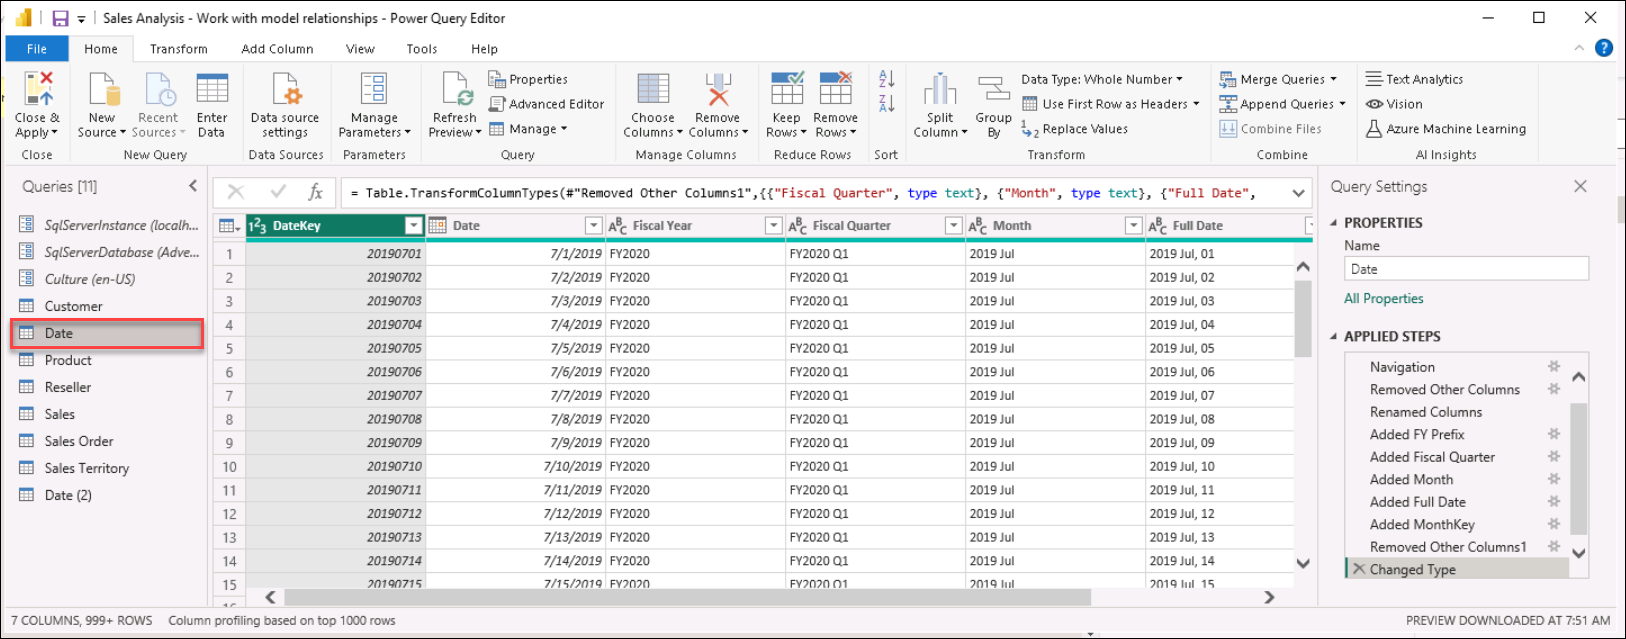 Sales Analysis - Work with model relationships - Power Query Editor
File Home Transform Add Column View Tools Help
Close & Apply
Close
New Source
Recent Sources
Enter Data
New Query
Data source settings
Data Sources
Manage Parameters
Parameters
Refresh Preview
Properties
Advanced Editor
Manage
Query
Choose Columns
Remove Columns
Manage Columns
Keep Rows
Remove Rows
Reduce Rows
A Z
Z A
Sort
Split Column
Group By
Data Type: Whole Number
Use First Row as Headers
1 2 Replace Values
Transform
Merge Queries
Append Queries
Combine Files
Combine
Text Analytics
Vision
Azure Machine Learning
AI Insights
Queries [11]
SqlServerInstance (localh...
SqlServerDatabase (Adve...
Culture (en-US)
Customer
Date
Product
Reseller
Sales
Sales Order
Sales Territory
Date (2)
fx = Table.TransformColumnTypes(#"Removed Other Columns1",{{"Fiscal Quarter", type text}, {"Month", type text}, {"Full Date",
123 DateKey Date ABC Fiscal Year ABC Fiscal Quarter ABC Month ABC Full Date
1 20190701 7/1/2019 FY2020 FY2020 Q1 2019 Jul 2019 Jul, 01
2 20190702 7/2/2019 FY2020 FY2020 Q1 2019 Jul 2019 Jul, 02
3 20190703 7/3/2019 FY2020 FY2020 Q1 2019 Jul 2019 Jul, 03
4 20190704 7/4/2019 FY2020 FY2020 Q1 2019 Jul 2019 Jul, 04
5 20190705 7/5/2019 FY2020 FY2020 Q1 2019 Jul 2019 Jul, 05
6 20190706 7/6/2019 FY2020 FY2020 Q1 2019 Jul 2019 Jul, 06
7 20190707 7/7/2019 FY2020 FY2020 Q1 2019 Jul 2019 Jul, 07
8 20190708 7/8/2019 FY2020 FY2020 Q1 2019 Jul 2019 Jul, 08
9 20190709 7/9/2019 FY2020 FY2020 Q1 2019 Jul 2019 Jul, 09
10 20190710 7/10/2019 FY2020 FY2020 Q1 2019 Jul 2019 Jul, 10
11 20190711 7/11/2019 FY2020 FY2020 Q1 2019 Jul 2019 Jul, 11
12 20190712 7/12/2019 FY2020 FY2020 Q1 2019 Jul 2019 Jul, 12
13 20190713 7/13/2019 FY2020 FY2020 Q1 2019 Jul 2019 Jul, 13
14 20190714 7/14/2019 FY2020 FY2020 Q1 2019 Jul 2019 Jul, 14
15 20190715 7/15/2019 FY2020 FY2020 Q1 2019 Jul 2019 Jul, 15
Query Settings
PROPERTIES
Name
Date
All Properties
APPLIED STEPS
Navigation
Removed Other Columns
Renamed Columns
Added FY Prefix
Added Fiscal Quarter
Added Month
Added Full Date
Added MonthKey
Removed Other Columns1
Changed Type
7 COLUMNS, 999+ ROWS Column profiling based on top 1000 rows PREVIEW DOWNLOADED AT 7:51 AM